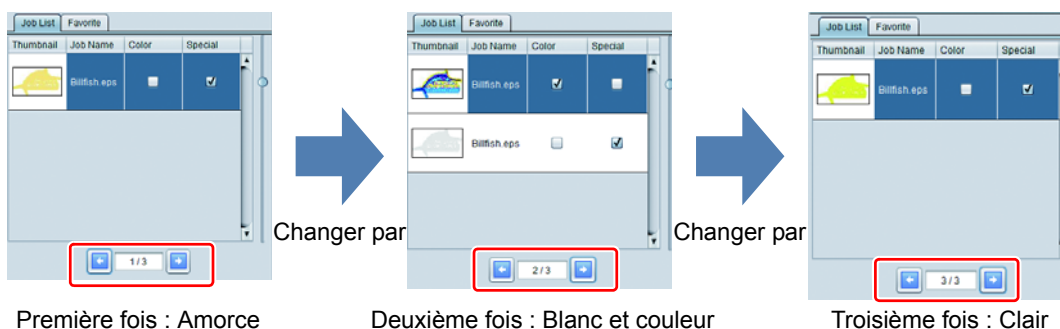 Job List Favorite
Thumbnail Job Name Color Special
Billfish.eps
1/3
Changer par
Job List Favorite
Thumbnail Job Name Color Special
Billfish.eps
Billfish.eps
2/3
Changer par
Job List Favorite
Thumbnail Job Name Color Special
Billfish.eps
3/3
Première fois : Amorce
Deuxième fois : Blanc et couleur
Troisième fois : Clair